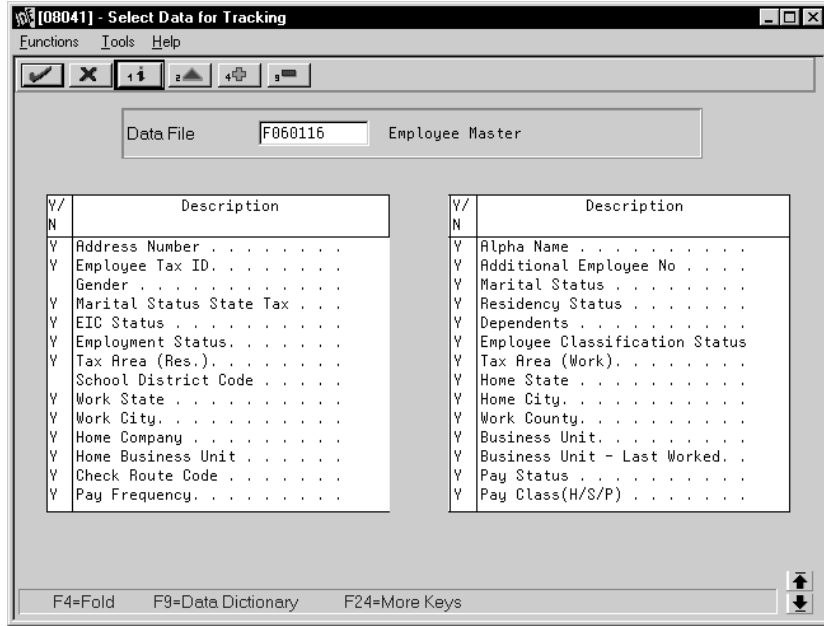 [08041] - Select Data for Tracking
Functions Tools Help
1 i 2 4 9
Data File F060116 Employee Master
Y/ Description
N
Y Address Number . . . . . . . .
Y Employee Tax ID. . . . . . . .
Gender . . . . . . . . . . . .
Y Marital Status State Tax . . .
Y EIC Status . . . . . . . . . .
Y Employment Status. . . . . . .
Y Tax Area (Res.). . . . . . . .
School District Code . . . . .
Y Work State . . . . . . . . . .
Y Work City. . . . . . . . . . .
Y Home Company . . . . . . . . .
Y Home Business Unit . . . . . .
Y Check Route Code . . . . . . .
Y Pay Frequency. . . . . . . . .
Y/ Description
N
Y Alpha Name . . . . . . . . . .
Y Additional Employee No . . . .
Y Marital Status . . . . . . . .
Y Residency Status . . . . . . .
Y Dependents . . . . . . . . . .
Y Employee Classification Status
Y Tax Area (Work). . . . . . . .
Y Home State . . . . . . . . . .
Y Home City. . . . . . . . . . .
Y Work County. . . . . . . . . .
Y Business Unit. . . . . . . . .
Y Business Unit - Last Worked. .
Y Pay Status . . . . . . . . . .
Y Pay Class(H/S/P) . . . . . . .
F4=Fold F9=Data Dictionary F24=More Keys